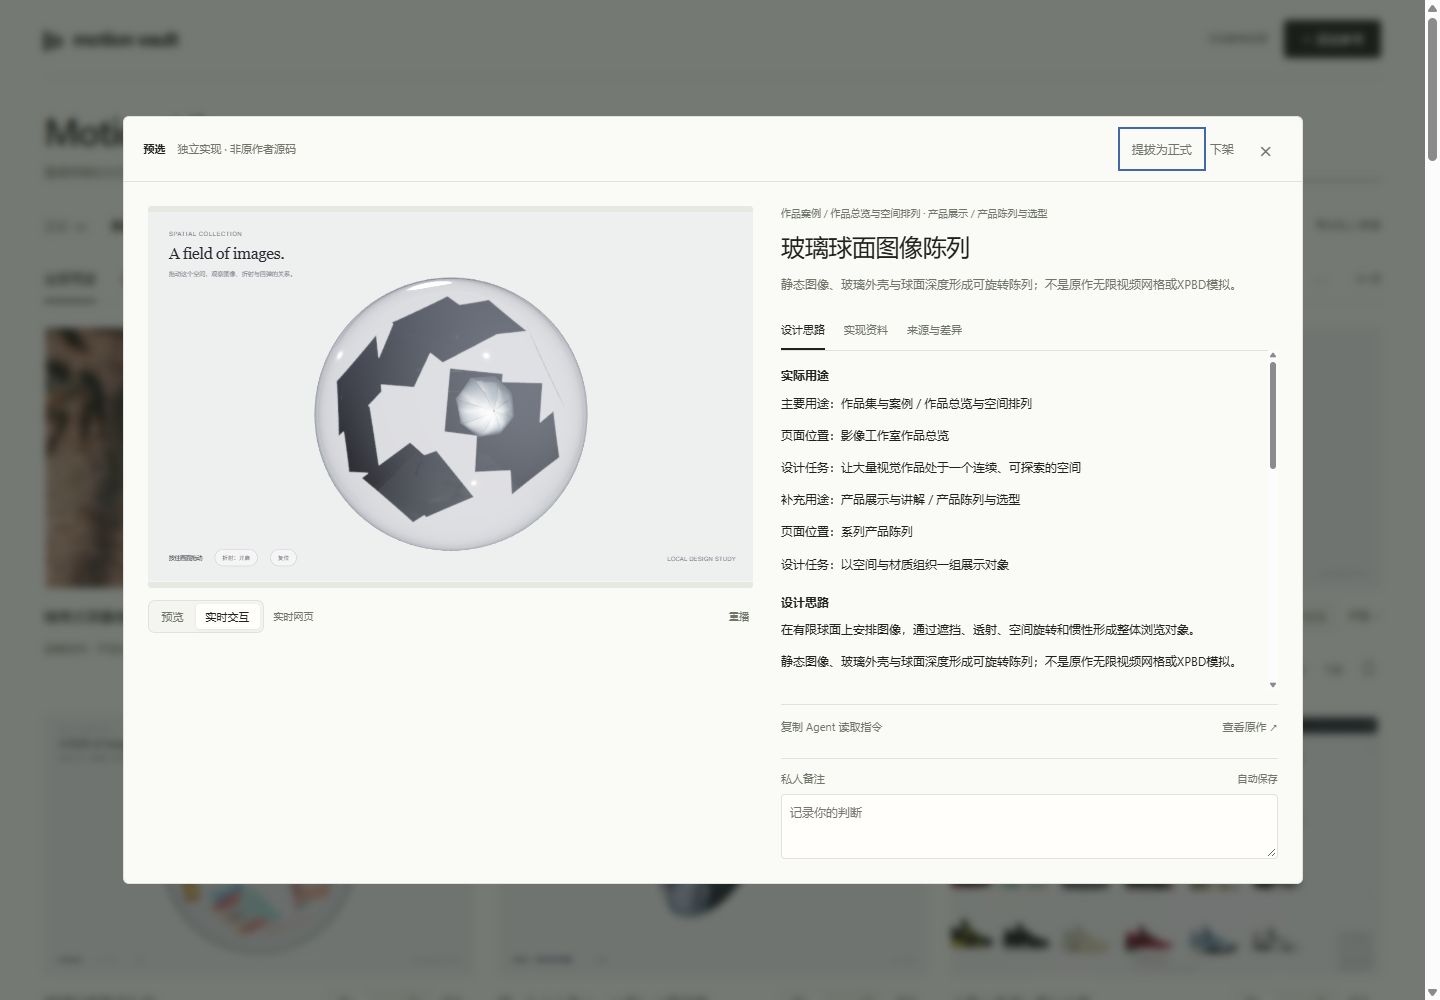 motion vault
预选 独立实现 · 非原作者源码 提拔为正式 下架 ×
SPATIAL COLLECTION
A field of images.
拖动这个空间，观察图像、折射与回弹的关系。
按住画面拖动 折射：开启 复位 LOCAL DESIGN STUDY
预览 实时交互 实时网页 重播
作品案例 / 作品总览与空间排列 · 产品展示 / 产品陈列与选型
玻璃球面图像陈列
静态图像、玻璃外壳与球面深度形成可旋转阵列；不是原作无限视频网格或XPBD模拟。
设计思路 实现资料 来源与差异
实际用途
主要用途：作品集与案例 / 作品总览与空间排列
页面位置：影像工作室作品总览
设计任务：让大量视觉作品处于一个连续、可探索的空间
补充用途：产品展示与讲解 / 产品陈列与选型
页面位置：系列产品陈列
设计任务：以空间与材质组织一组展示对象
设计思路
在有限球面上安排图像，通过遮挡、透射、空间旋转和惯性形成整体浏览对象。
静态图像、玻璃外壳与球面深度形成可旋转阵列；不是原作无限视频网格或XPBD模拟。
复制 Agent 读取指令 查看原作 ↗
私人备注 自动保存
记录你的判断